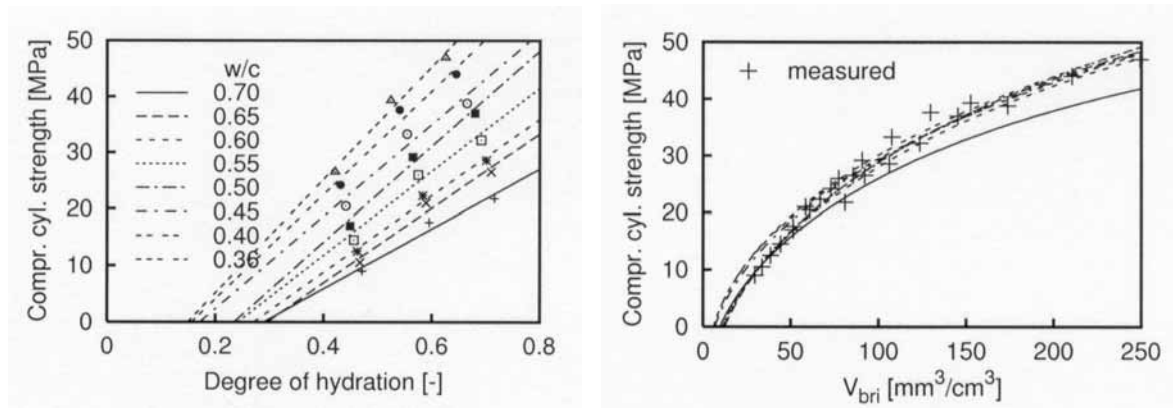 Compr. cyl. strength [MPa]
50
40
30
20
10
0
w/c
0.70
0.65
0.60
0.55
0.50
0.45
0.40
0.36
0 0.2 0.4 0.6 0.8
Degree of hydration [-]
Compr. cyl. strength [MPa]
50
40
30
20
10
0
measured
0 50 100 150 200 250
V_bri [mm³/cm³]